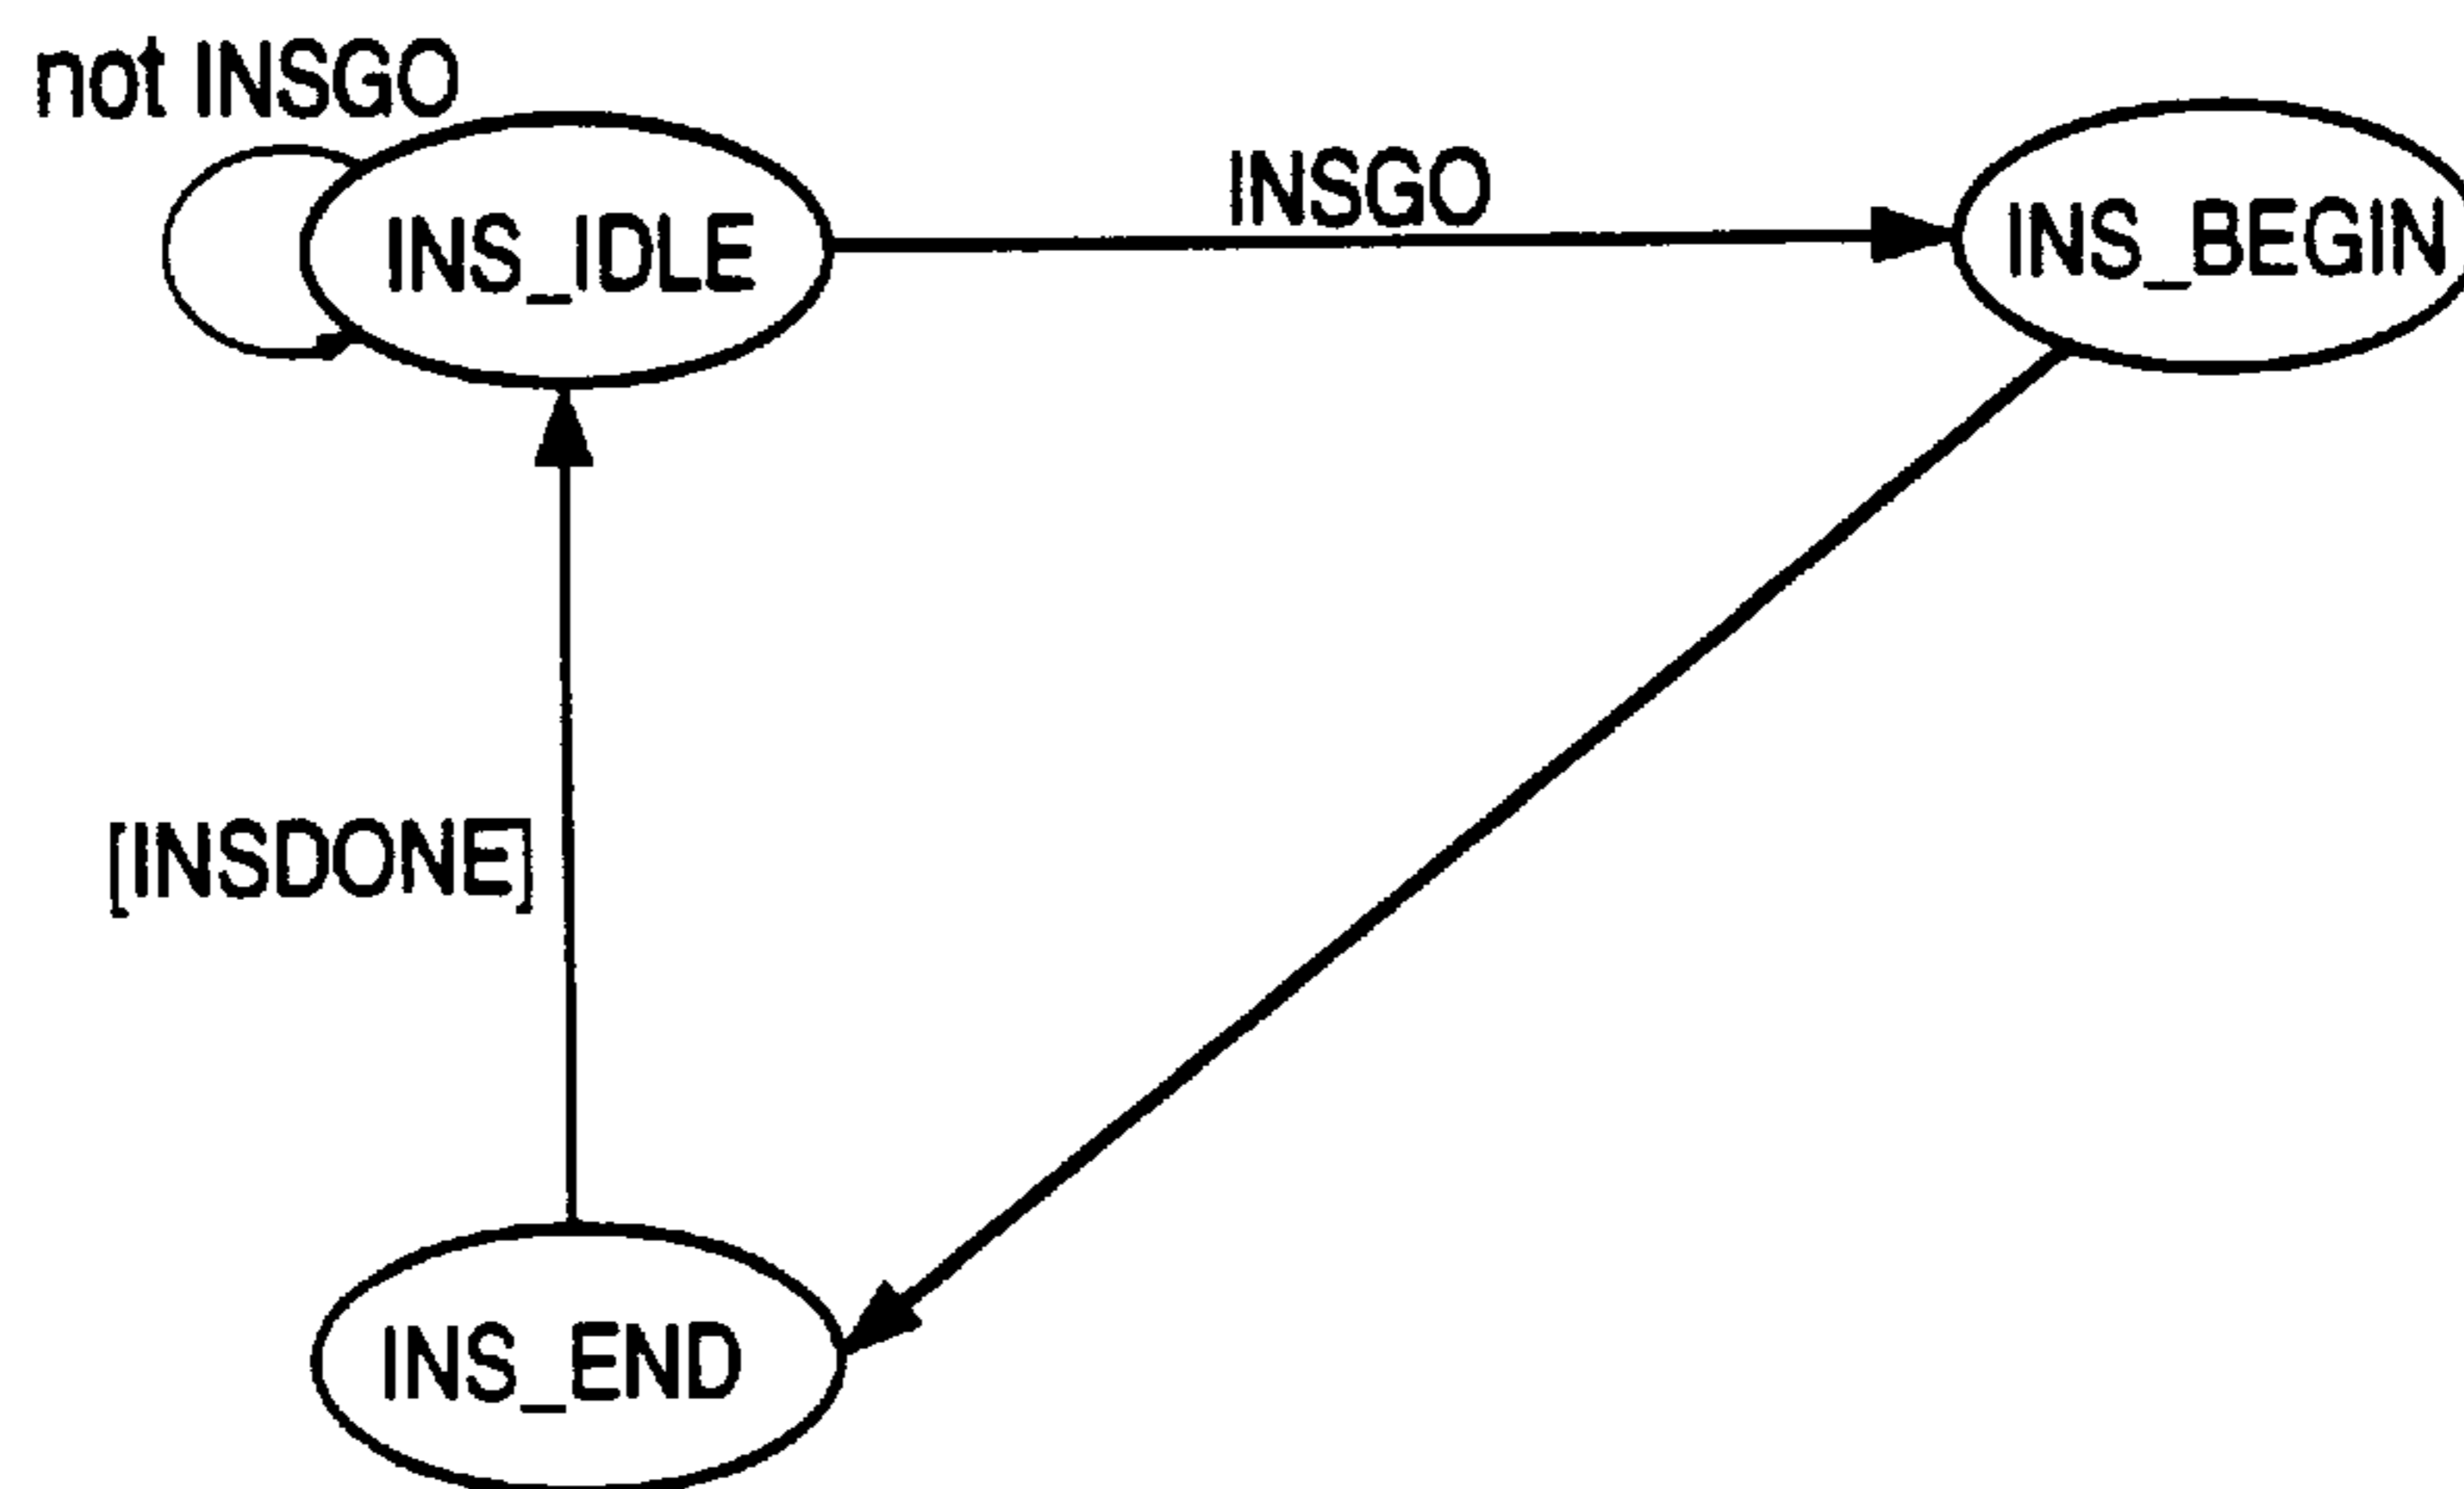 not INSGO
INSGO
INS_IDLE
INS_BEGIN
[INSDONE]
INS_END